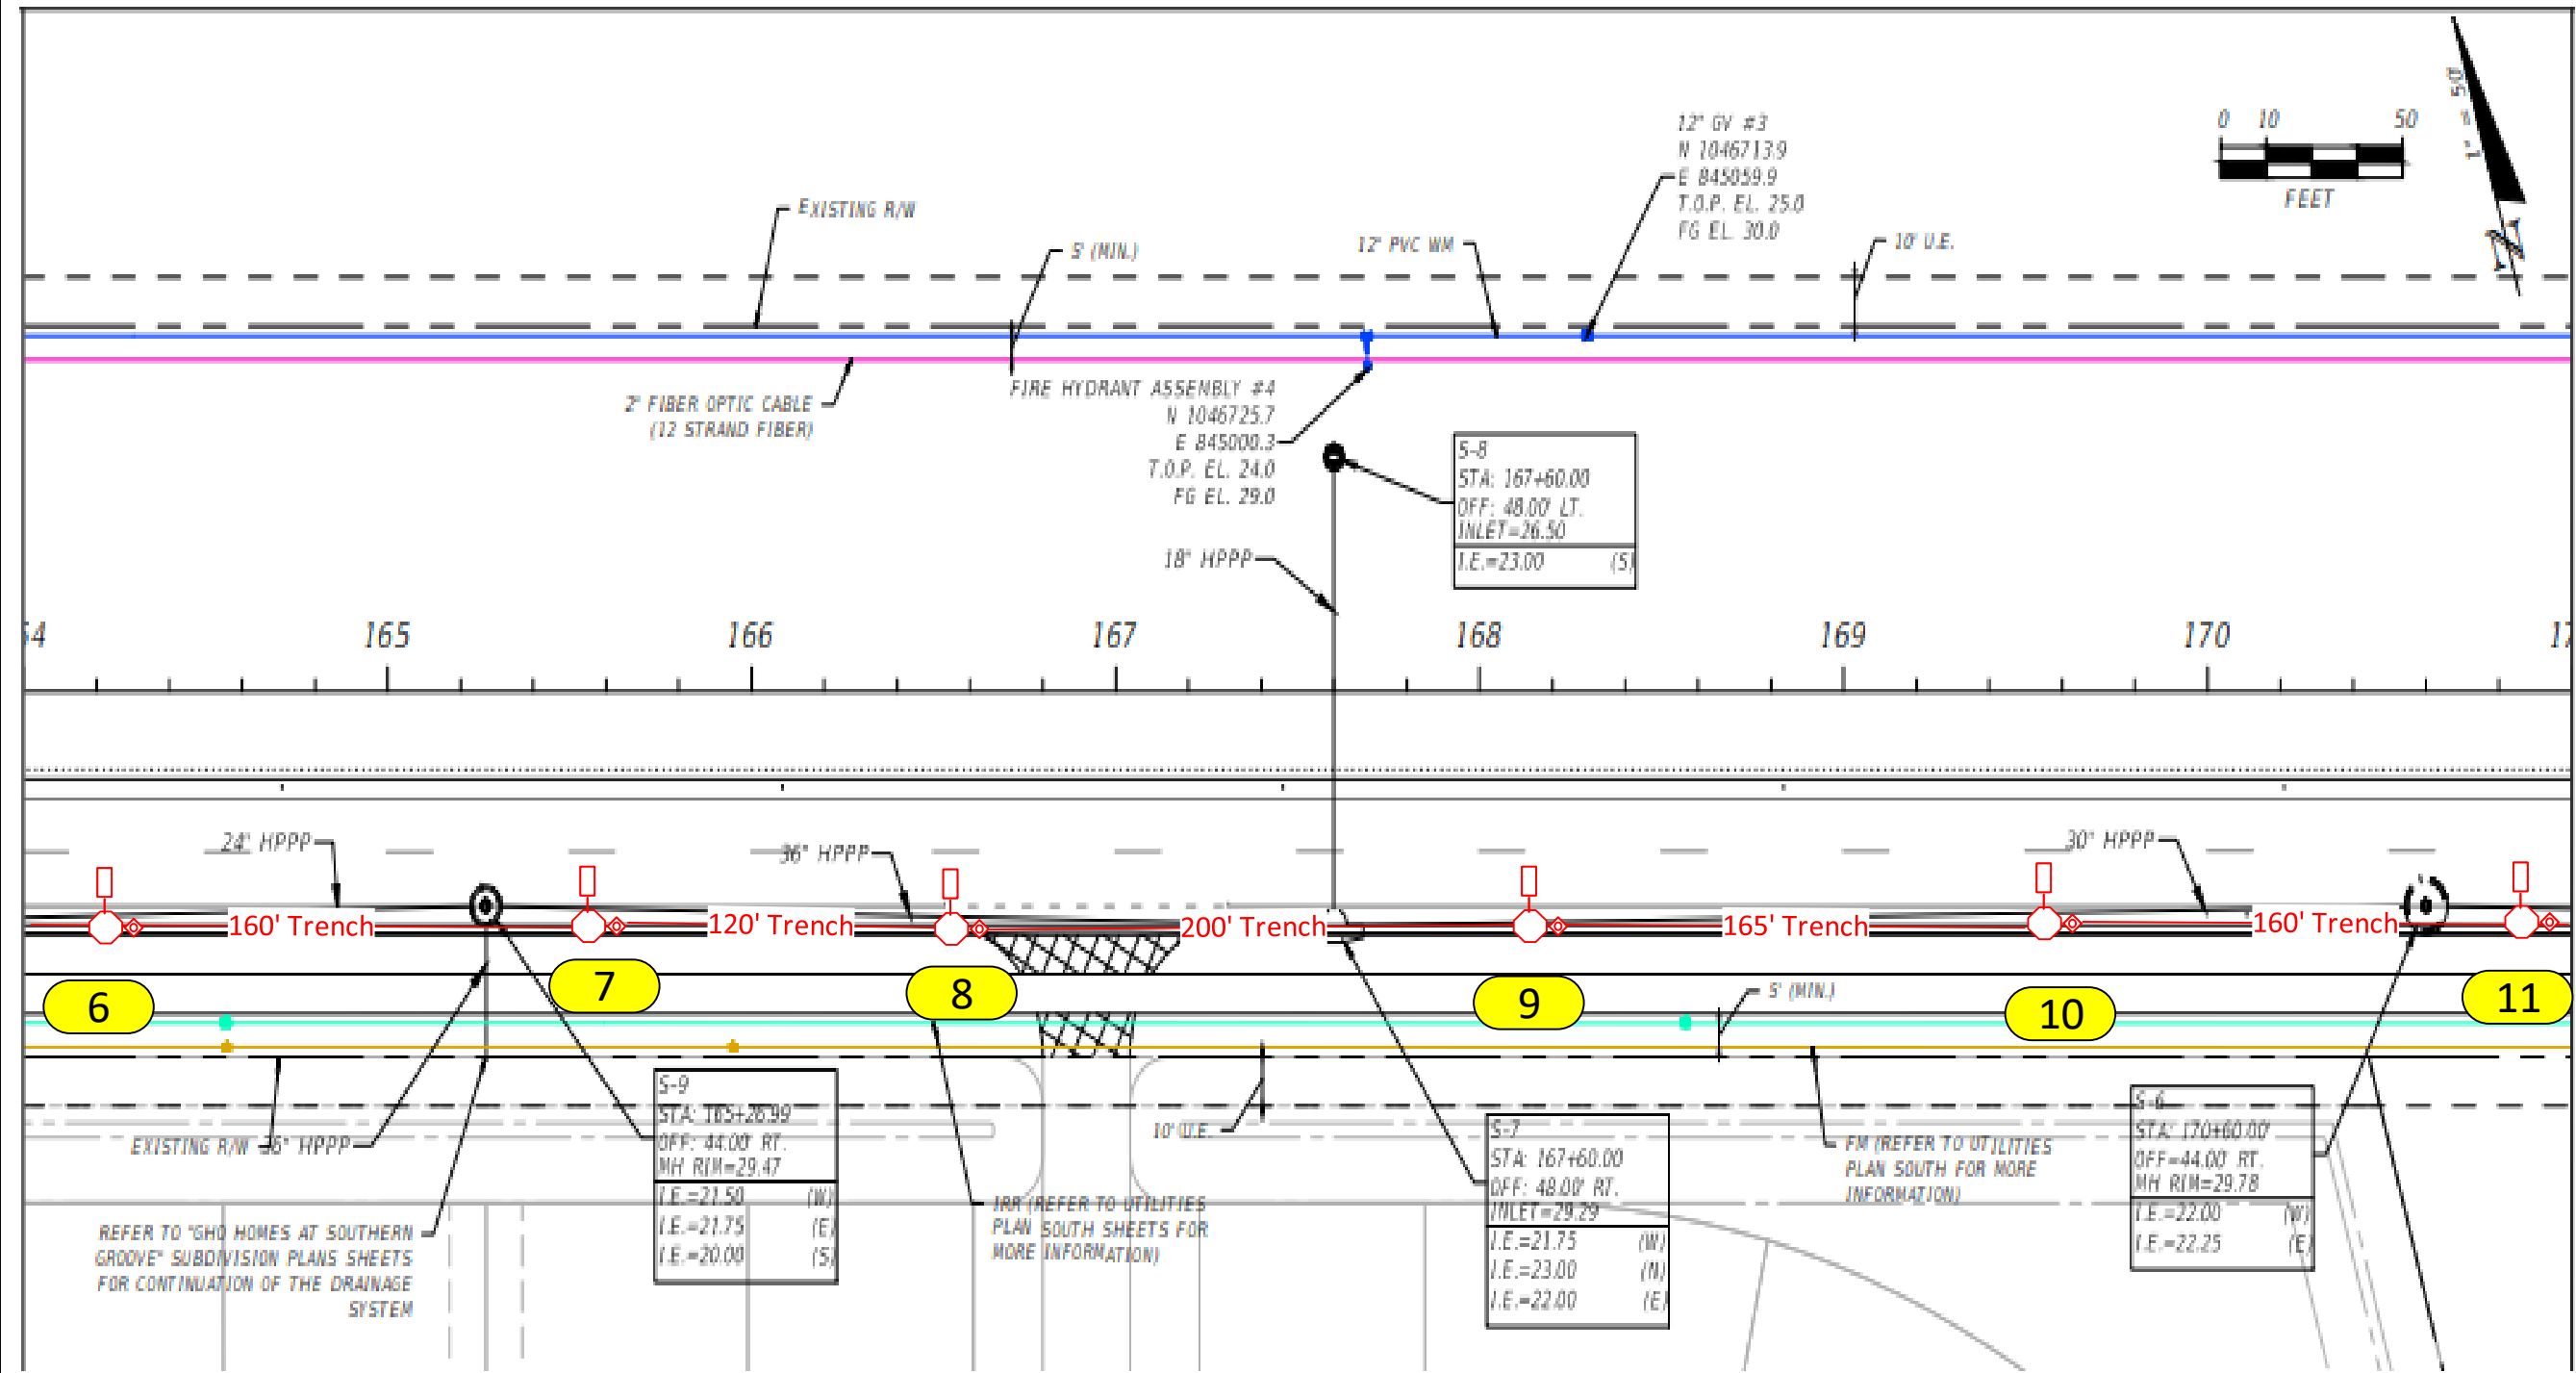 12" GV #3
N 1046713.9
E 845059.9
T.O.P. EL. 25.0
FG EL. 30.0
0 10 50
FEET
1" = 50'
N
EXISTING R/W
5' (MIN.)
12" PVC WM
10' U.E.
2" FIBER OPTIC CABLE
(12 STRAND FIBER)
FIRE HYDRANT ASSEMBLY #4
N 1046725.7
E 845000.3
T.O.P. EL. 24.0
FG EL. 29.0
S-8
STA: 167+60.00
OFF: 48.00' LT.
INLET=26.50
I.E.=23.00 (S)
18" HPPP
165 166 167 168 169 170
24" HPPP
36" HPPP
30" HPPP
160' Trench
120' Trench
200' Trench
165' Trench
160' Trench
6
7
8
9
10
11
5' (MIN.)
EXISTING R/W
36" HPPP
REFER TO "GHO HOMES AT SOUTHERN
GROOVE" SUBDIVISION PLANS SHEETS
FOR CONTINUATION OF THE DRAINAGE
SYSTEM
S-9
STA: 165+26.99
OFF: 44.00' RT.
MH RIM=29.47
I.E.=21.50 (W)
I.E.=21.75 (E)
I.E.=20.00 (S)
IRR (REFER TO UTILITIES
PLAN SOUTH SHEETS FOR
MORE INFORMATION)
10' U.E.
S-7
STA: 167+60.00
OFF: 48.00' RT.
INLET=29.29
I.E.=21.75 (W)
I.E.=23.00 (N)
I.E.=22.00 (E)
FM (REFER TO UTILITIES
PLAN SOUTH FOR MORE
INFORMATION)
S-6
STA: 170+60.00'
OFF=44.00' RT.
MH RIM=29.78
I.E.=22.00 (W)
I.E.=22.25 (E)